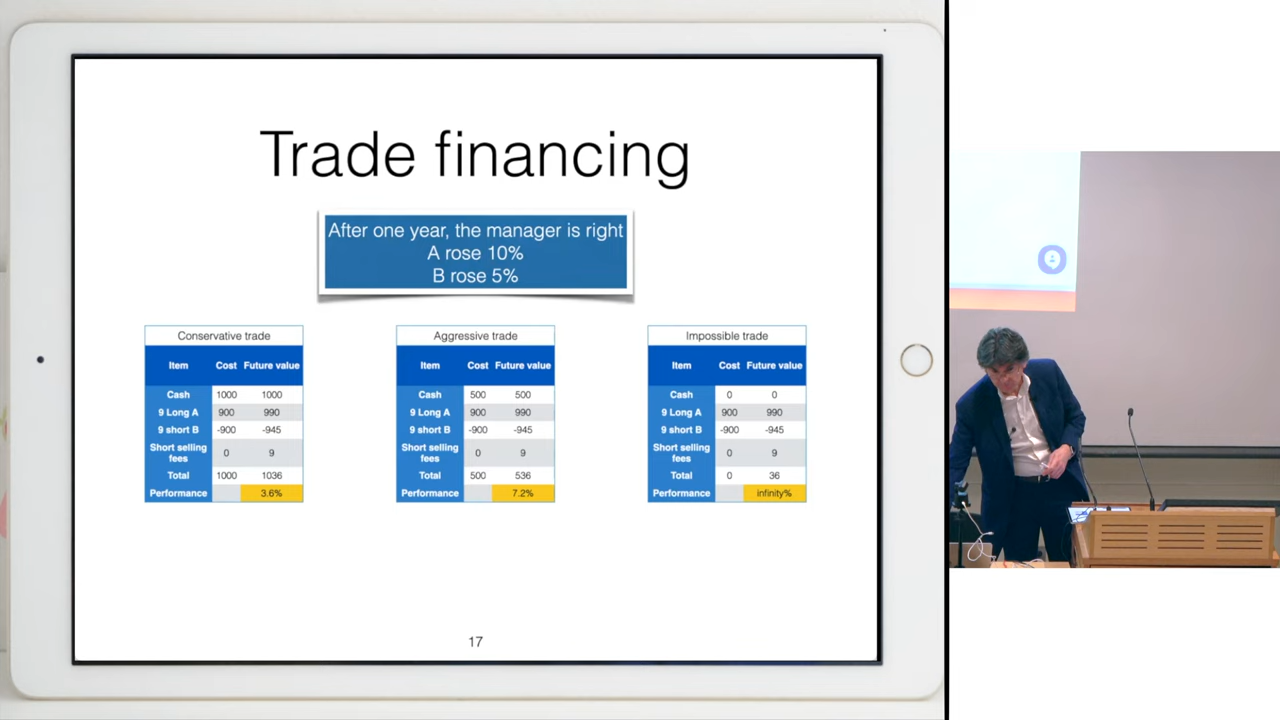 Trade financing
After one year, the manager is right
A rose 10%
B rose 5%
Conservative trade
Item Cost Future value
Cash 1000 1000
9 Long A 900 990
9 short B -900 -945
Short selling fees 0 9
Total 1000 1036
Performance 3.6%
Aggressive trade
Item Cost Future value
Cash 500 500
9 Long A 900 990
9 short B -900 -945
Short selling fees 0 9
Total 500 536
Performance 7.2%
Impossible trade
Item Cost Future value
Cash 0 0
9 Long A 900 990
9 short B -900 -945
Short selling fees 0 9
Total 0 36
Performance infinity%
17